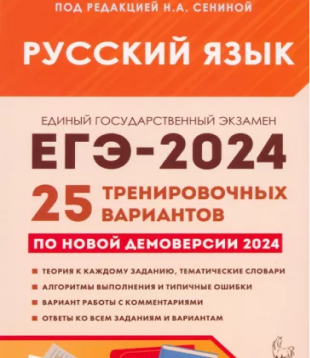 ПОД РЕДАКЦИЕЙ Н.А. СЕНИНОЙ
РУССКИЙ ЯЗЫК
ЕДИНЫЙ ГОСУДАРСТВЕННЫЙ ЭКЗАМЕН
ЕГЭ-2024
25 ТРЕНИРОВОЧНЫХ
ВАРИАНТОВ
ПО НОВОЙ ДЕМОВЕРСИИ 2024
ТЕОРИЯ К КАЖДОМУ ЗАДАНИЮ, ТЕМАТИЧЕСКИЕ СЛОВАРИ
АЛГОРИТМЫ ВЫПОЛНЕНИЯ И ТИПИЧНЫЕ ОШИБКИ
ВАРИАНТ РАБОТЫ С КОММЕНТАРИЯМИ
ОТВЕТЫ КО ВСЕМ ЗАДАНИЯМ И ВАРИАНТАМ